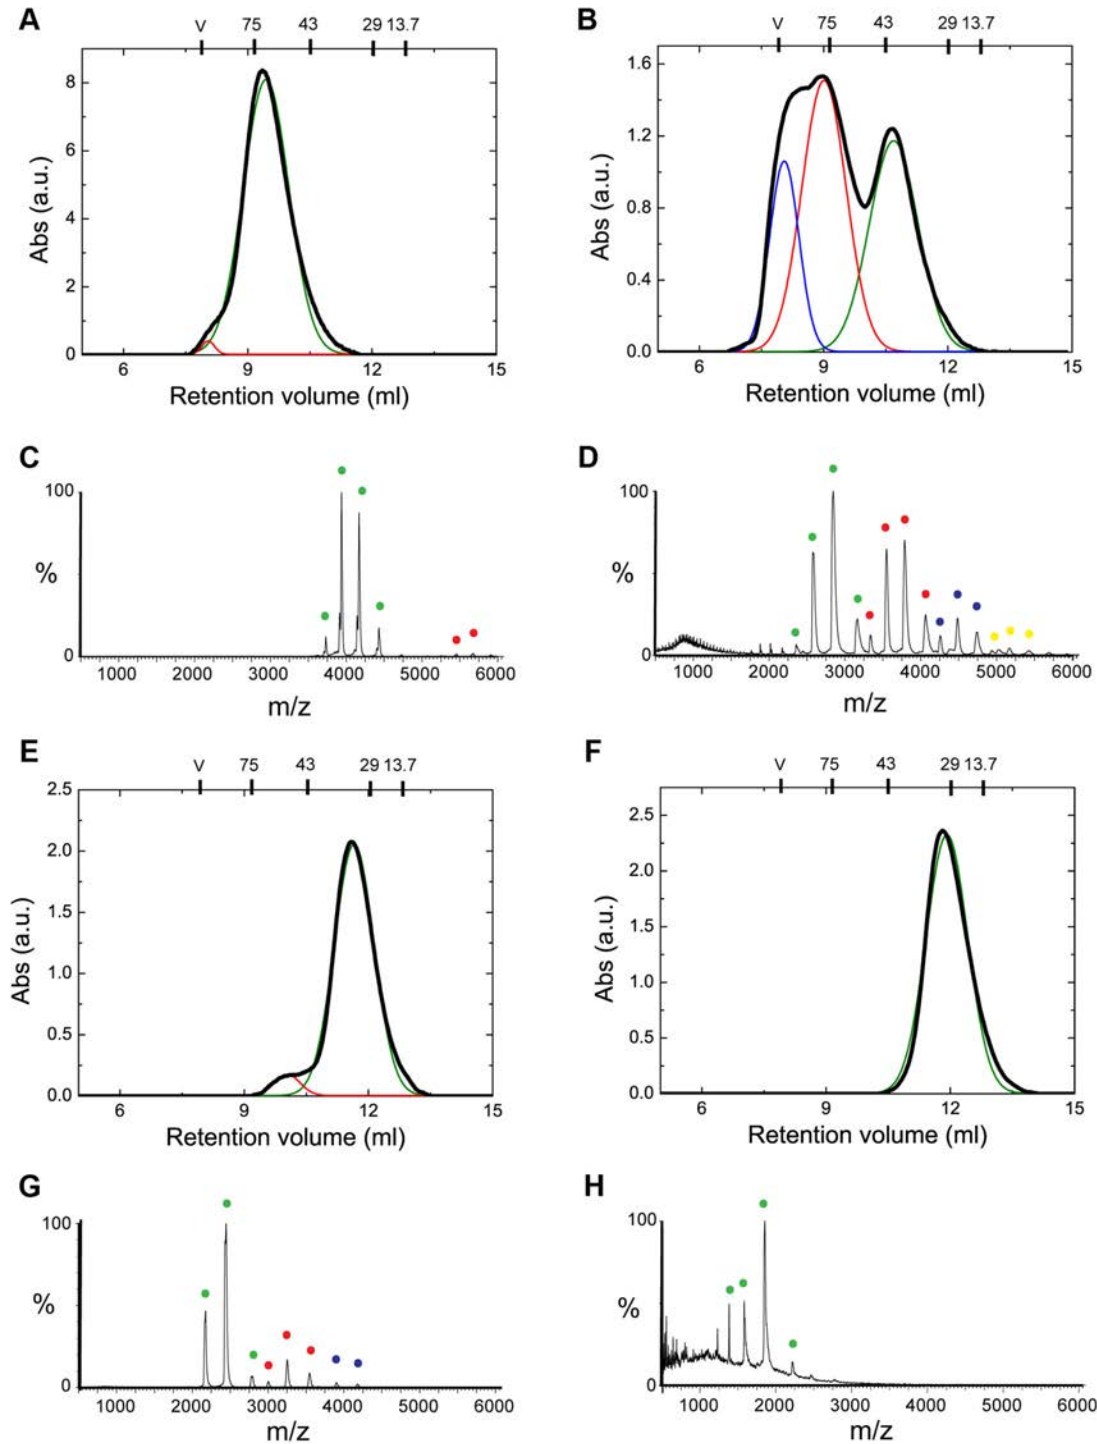 A
V 75 43 29 13.7
8
6
4
2
0
Abs (a.u.)
6 9 12 15
Retention volume (ml)
B
V 75 43 29 13.7
1.6
1.2
0.8
0.4
0.0
Abs (a.u.)
6 9 12 15
Retention volume (ml)
C
100
%
0
1000 2000 3000 4000 5000 6000
m/z
D
100
%
0
1000 2000 3000 4000 5000 6000
m/z
E
V 75 43 29 13.7
2.5
2.0
1.5
1.0
0.5
0.0
Abs (a.u.)
6 9 12 15
Retention volume (ml)
F
V 75 43 29 13.7
2.5
2.0
1.5
1.0
0.5
0.0
Abs (a.u.)
6 9 12 15
Retention volume (ml)
G
100
%
0
1000 2000 3000 4000 5000 6000
m/z
H
100
%
0
1000 2000 3000 4000 5000 6000
m/z